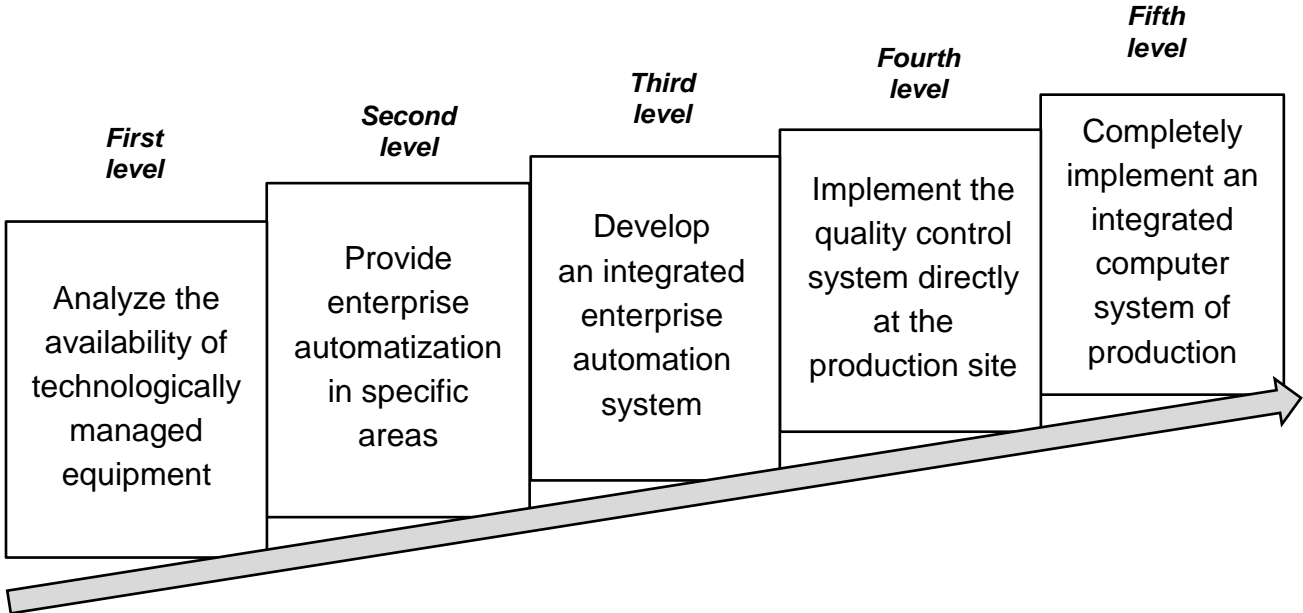 First
level
Analyze the
availability of
technologically
managed
equipment
Second
level
Provide
enterprise
automatization
in specific
areas
Third
level
Develop
an integrated
enterprise
automation
system
Fourth
level
Implement the
quality control
system directly
at the
production site
Fifth
level
Completely
implement an
integrated
computer
system of
production